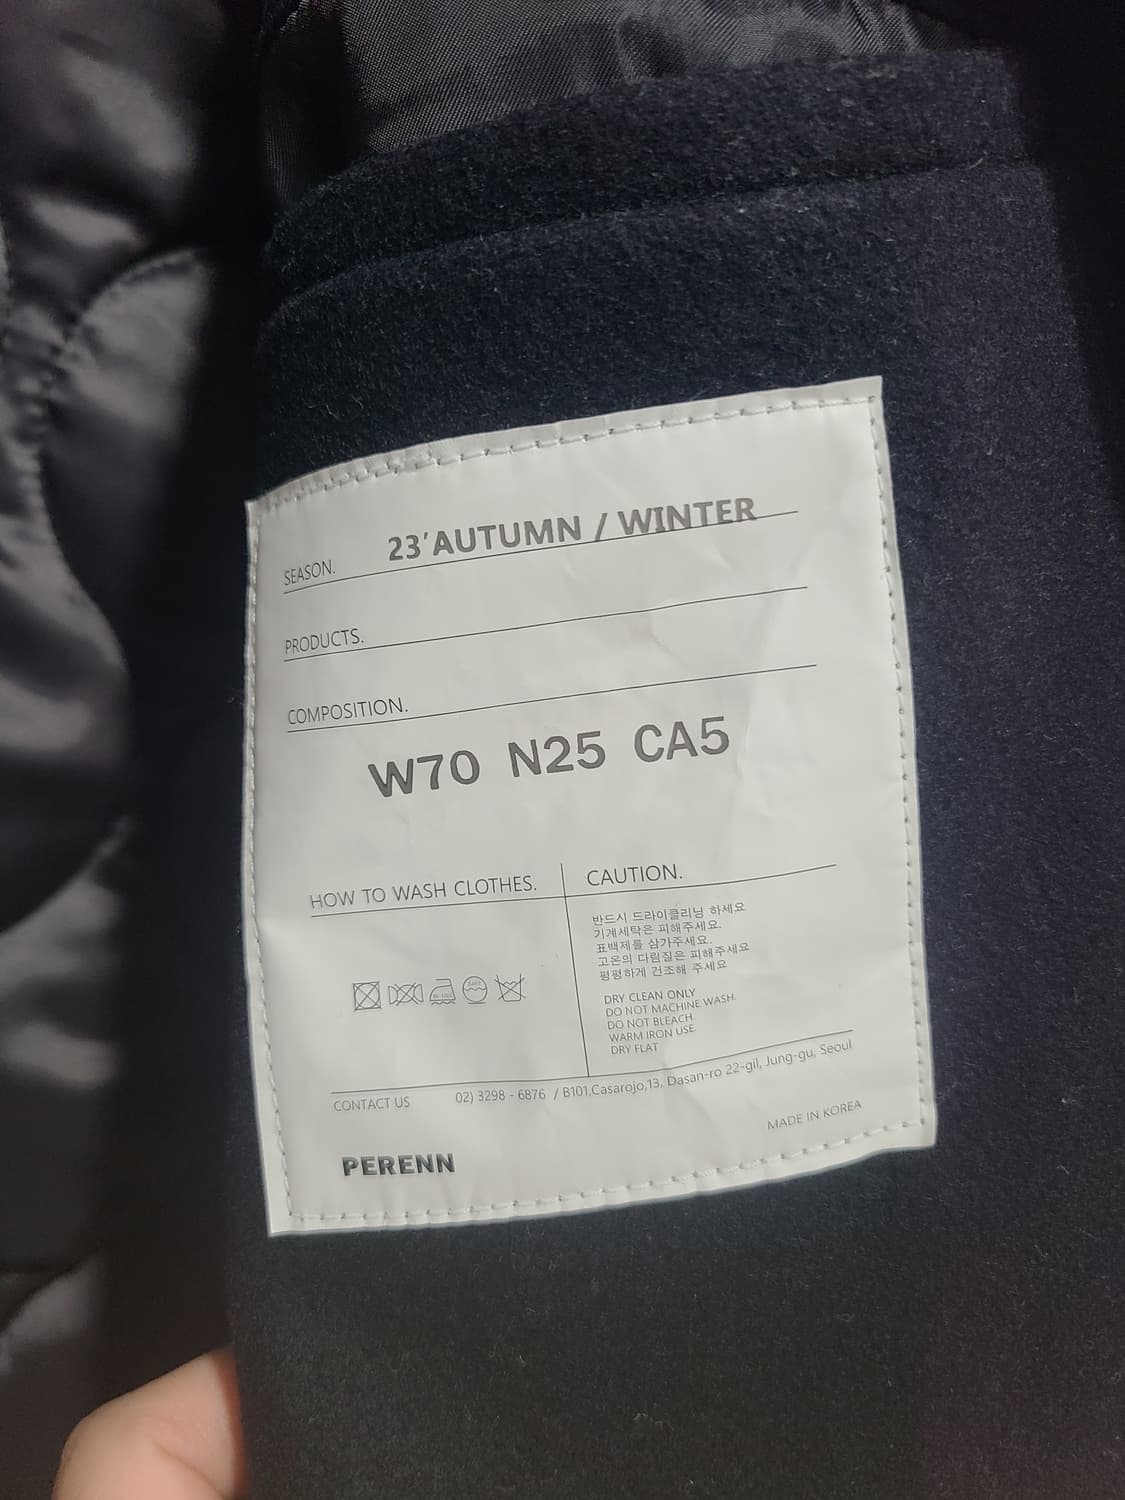 SEASON. 23'AUTUMN / WINTER
PRODUCTS.
COMPOSITION.
W70 N25 CA5
HOW TO WASH CLOTHES.
CAUTION.
반드시 드라이클리닝 하세요
기계세탁은 피해주세요.
표백제를 삼가주세요.
고온의 다림질은 피해주세요
평평하게 건조해 주세요
DRY CLEAN ONLY
DO NOT MACHINE WASH.
DO NOT BLEACH.
WARM IRON USE.
DRY FLAT
CONTACT US 02) 3298 - 6876 / B101,Casarojo,13, Dasan-ro 22-gil, Jung-gu, Seoul
MADE IN KOREA
PERENN